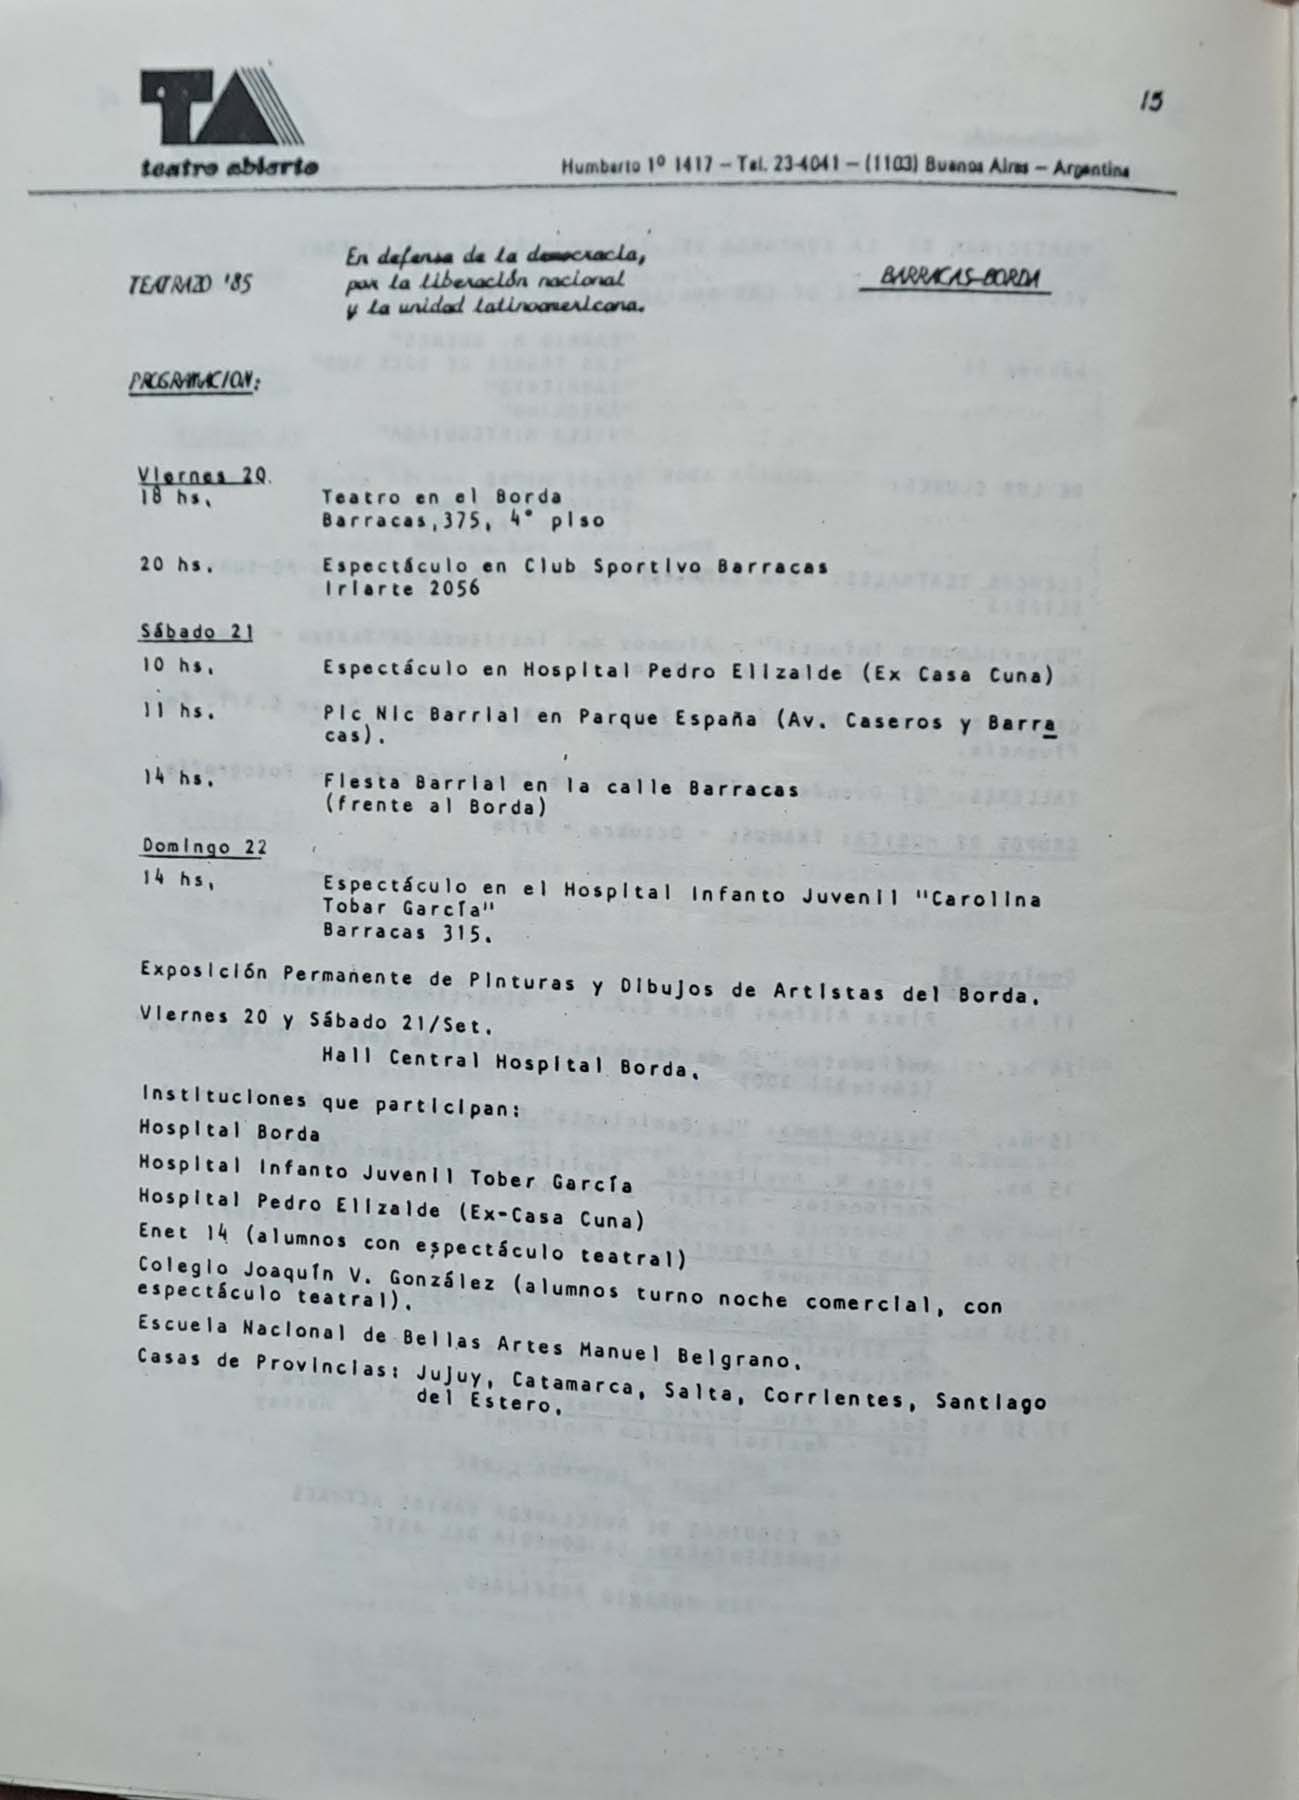 15
TA
teatro abierto
Humberto 1º 1417 – Tel. 23-4041 – (1103) Buenos Aires – Argentina
TEATRAZO '85
En defensa de la democracia,
por la liberación nacional
y la unidad latinoamericana.
BARRACAS-BORDA
PROGRAMACION:
Viernes 20.
18 hs. Teatro en el Borda
Barracas,375, 4° piso
20 hs. Espectáculo en Club Sportivo Barracas
Iriarte 2056
Sábado 21
10 hs. Espectáculo en Hospital Pedro Elizalde (Ex Casa Cuna)
11 hs. Pic Nic Barrial en Parque España (Av. Caseros y Barra
cas).
14 hs. Fiesta Barrial en la calle Barracas
(frente al Borda)
Domingo 22
14 hs. Espectáculo en el Hospital Infanto Juvenil "Carolina
Tobar García"
Barracas 315.
Exposición Permanente de Pinturas y Dibujos de Artistas del Borda.
Viernes 20 y Sábado 21/Set.
Hall Central Hospital Borda.
Instituciones que participan:
Hospital Borda
Hospital Infanto Juvenil Tober García
Hospital Pedro Elizalde (Ex-Casa Cuna)
Enet 14 (alumnos con espectáculo teatral)
Colegio Joaquín V. González (alumnos turno noche comercial, con
espectáculo teatral).
Escuela Nacional de Bellas Artes Manuel Belgrano.
Casas de Provincias: Jujuy, Catamarca, Salta, Corrientes, Santiago
del Estero.